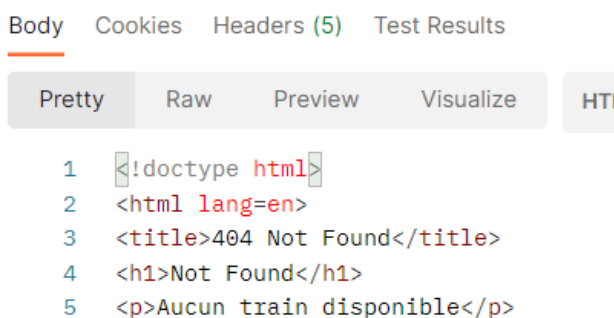 Body Cookies Headers (5) Test Results
Pretty Raw Preview Visualize
1 <!doctype html>
2 <html lang=en>
3 <title>404 Not Found</title>
4 <h1>Not Found</h1>
5 <p>Aucun train disponible</p>